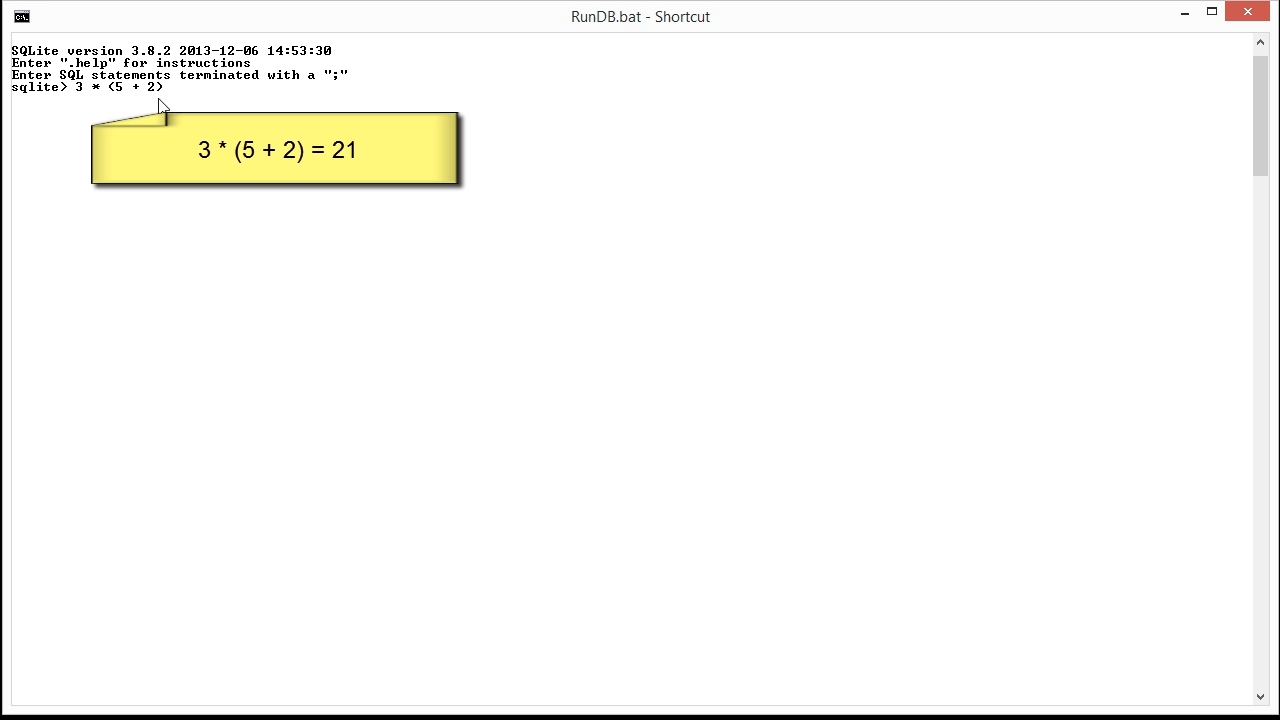 RunDB.bat - Shortcut
SQLite version 3.8.2 2013-12-06 14:53:30
Enter ".help" for instructions
Enter SQL statements terminated with a ";"
sqlite> 3 * (5 + 2)
3 * (5 + 2) = 21